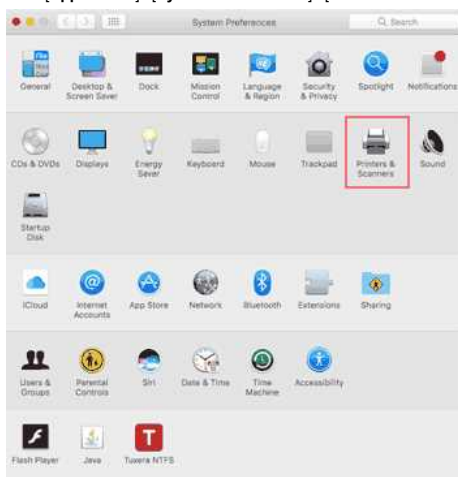 System Preferences
Search
General
Desktop &
Screen Saver
Dock
Mission
Control
Language
& Region
Security
& Privacy
Spotlight
Notifications
CDs & DVDs
Displays
Energy
Saver
Keyboard
Mouse
Trackpad
Printers &
Scanners
Sound
Startup
Disk
iCloud
Internet
Accounts
App Store
Network
Bluetooth
Extensions
Sharing
Users &
Groups
Parental
Controls
Siri
Date & Time
Time
Machine
Accessibility
Flash Player
Java
Tuxera NTFS